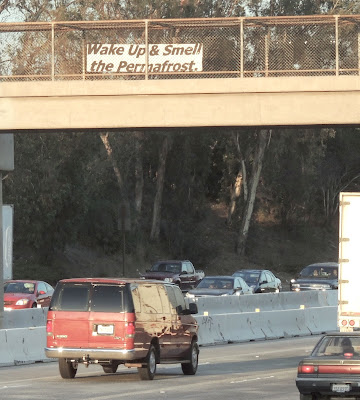 Wake Up & Smell
the Permafrost.